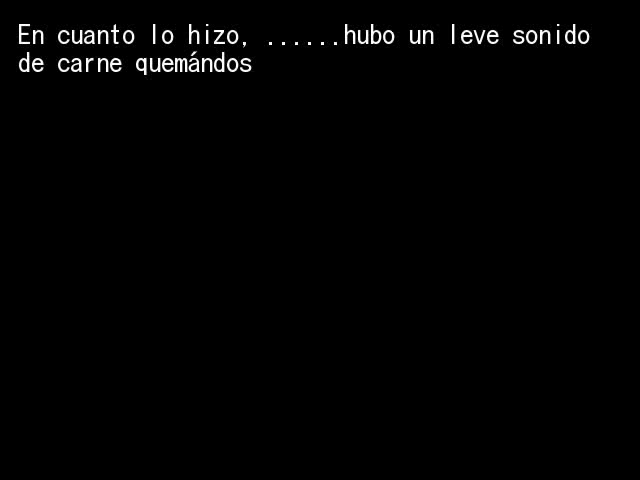 En cuanto lo hizo, ......hubo un leve sonido
de carne quemándos